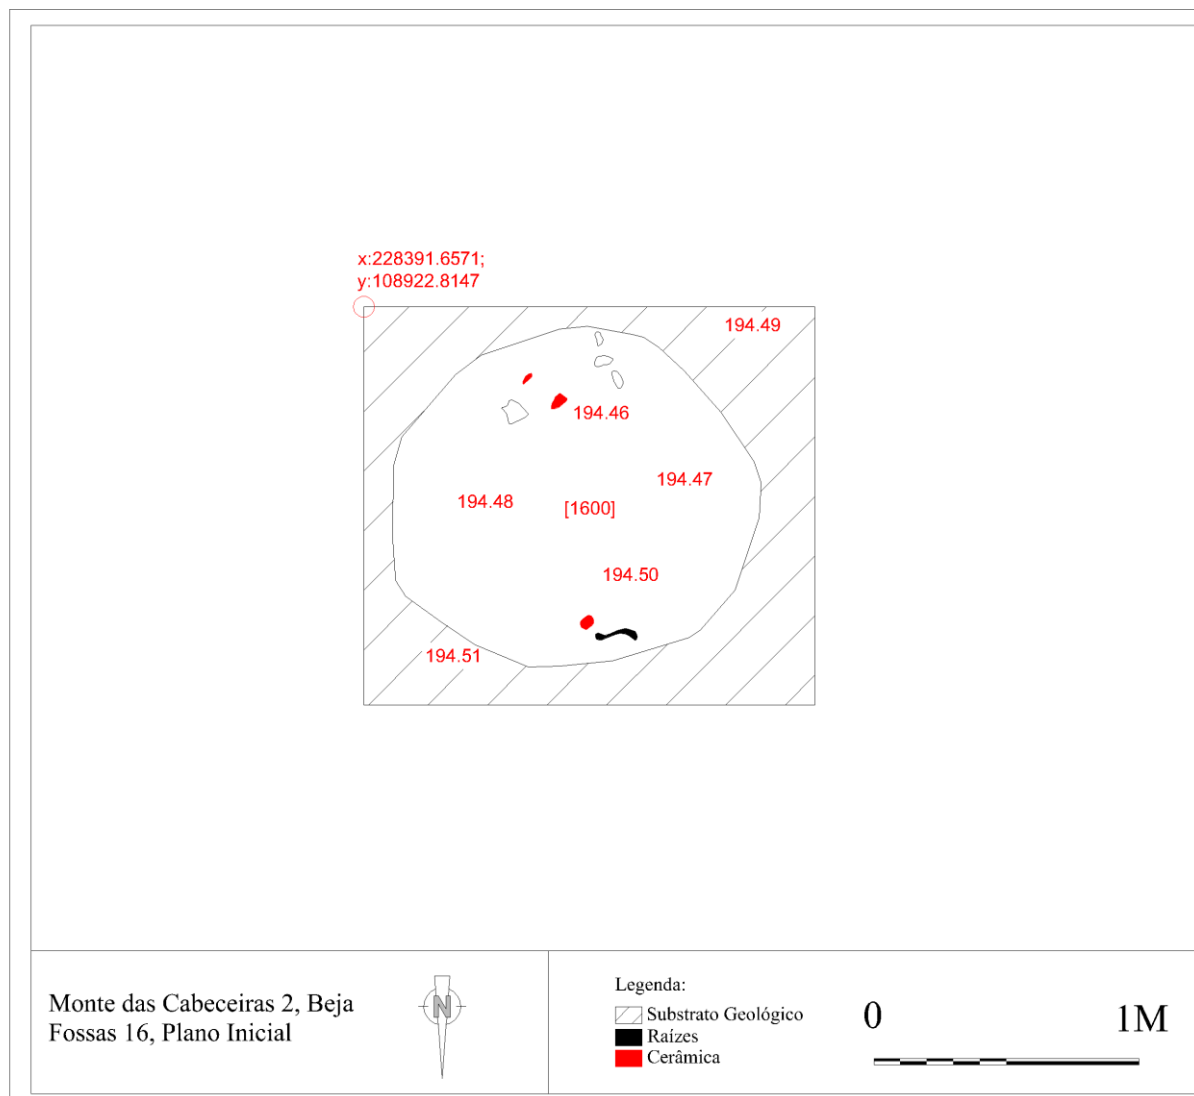 x:228391.6571;
y:108922.8147
194.49
194.46
194.47
194.48
[1600]
194.50
194.51
Monte das Cabeceiras 2, Beja
Fossas 16, Plano Inicial
N
Legenda:
Substrato Geológico
Raízes
Cerâmica
0 1M